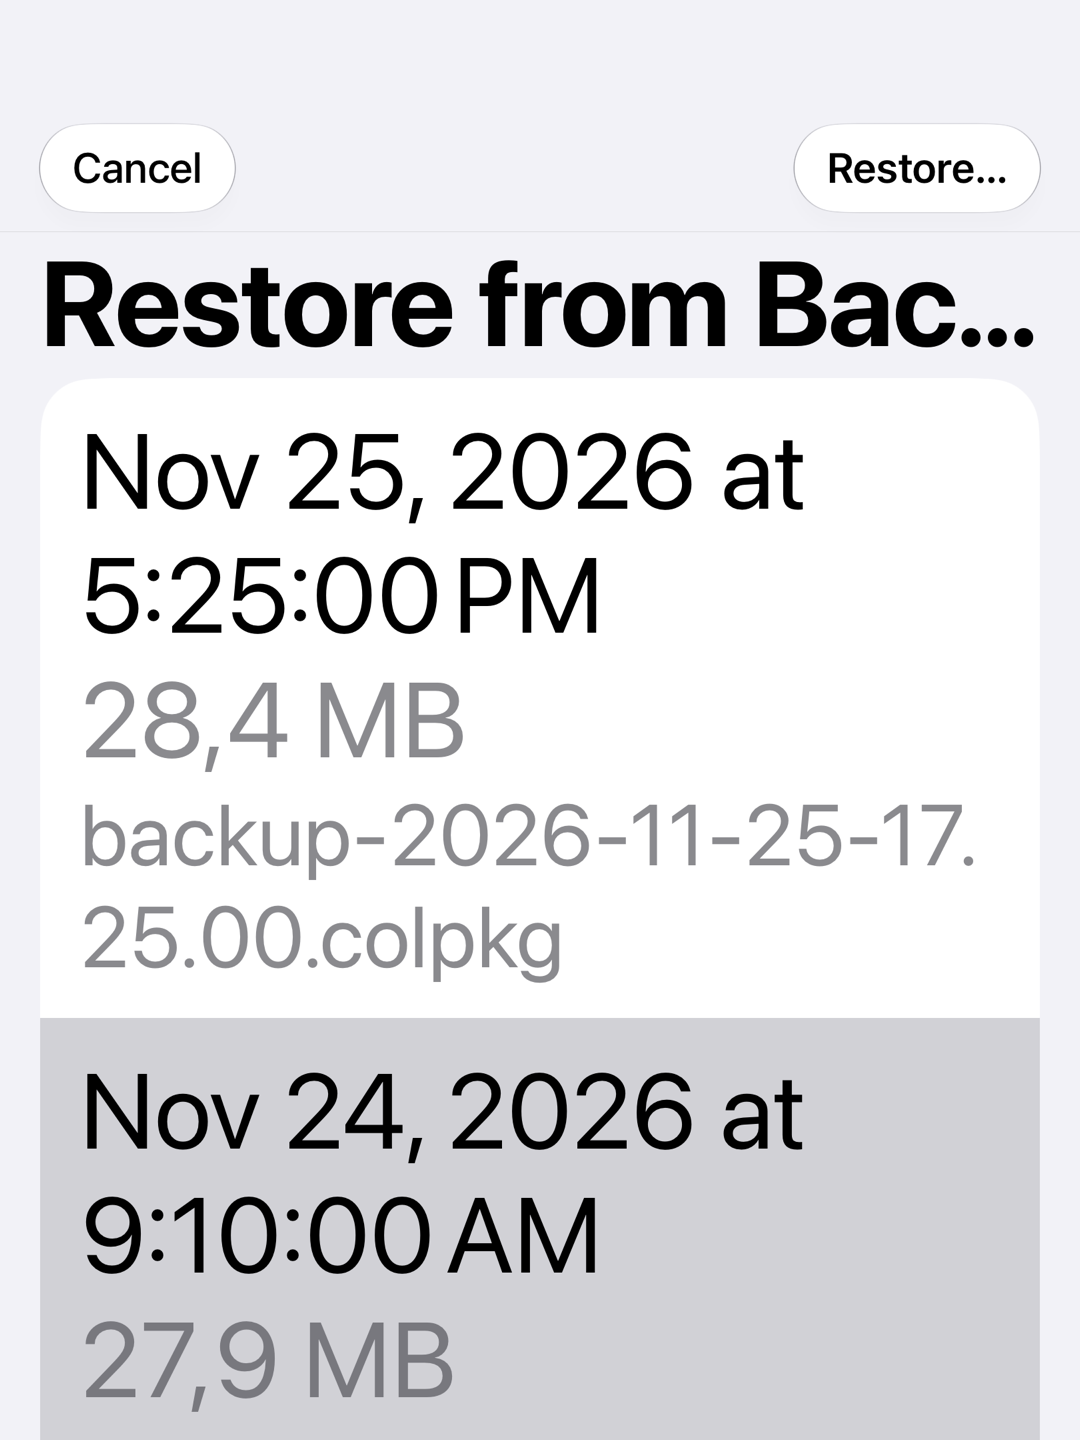 Cancel
Restore...
Restore from Bac...
Nov 25, 2026 at
5:25:00 PM
28,4 MB
backup-2026-11-25-17.
25.00.colpkg
Nov 24, 2026 at
9:10:00 AM
27,9 MB